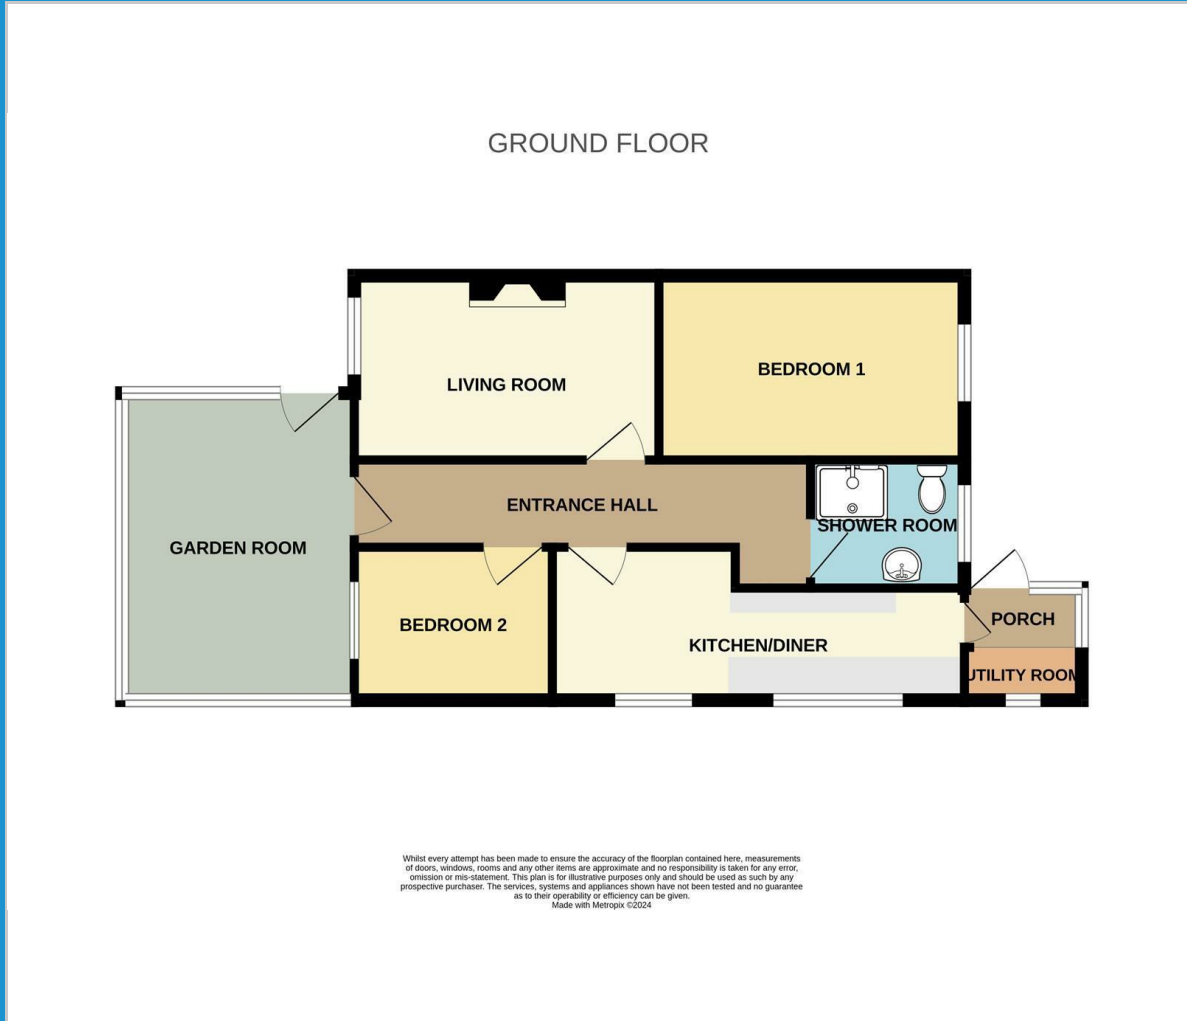 GROUND FLOOR
BEDROOM 1
LIVING ROOM
ENTRANCE HALL
SHOWER ROOM
GARDEN ROOM
BEDROOM 2
KITCHEN/DINER
PORCH
UTILITY ROOM
Whilst every attempt has been made to ensure the accuracy of the floorplan contained here, measurements
of doors, windows, rooms and any other items are approximate and no responsibility is taken for any error,
omission or mis-statement. This plan is for illustrative purposes only and should be used as such by any
prospective purchaser. The services, systems and appliances shown have not been tested and no guarantee
as to their operability or efficiency can be given.
Made with Metropix ©2024